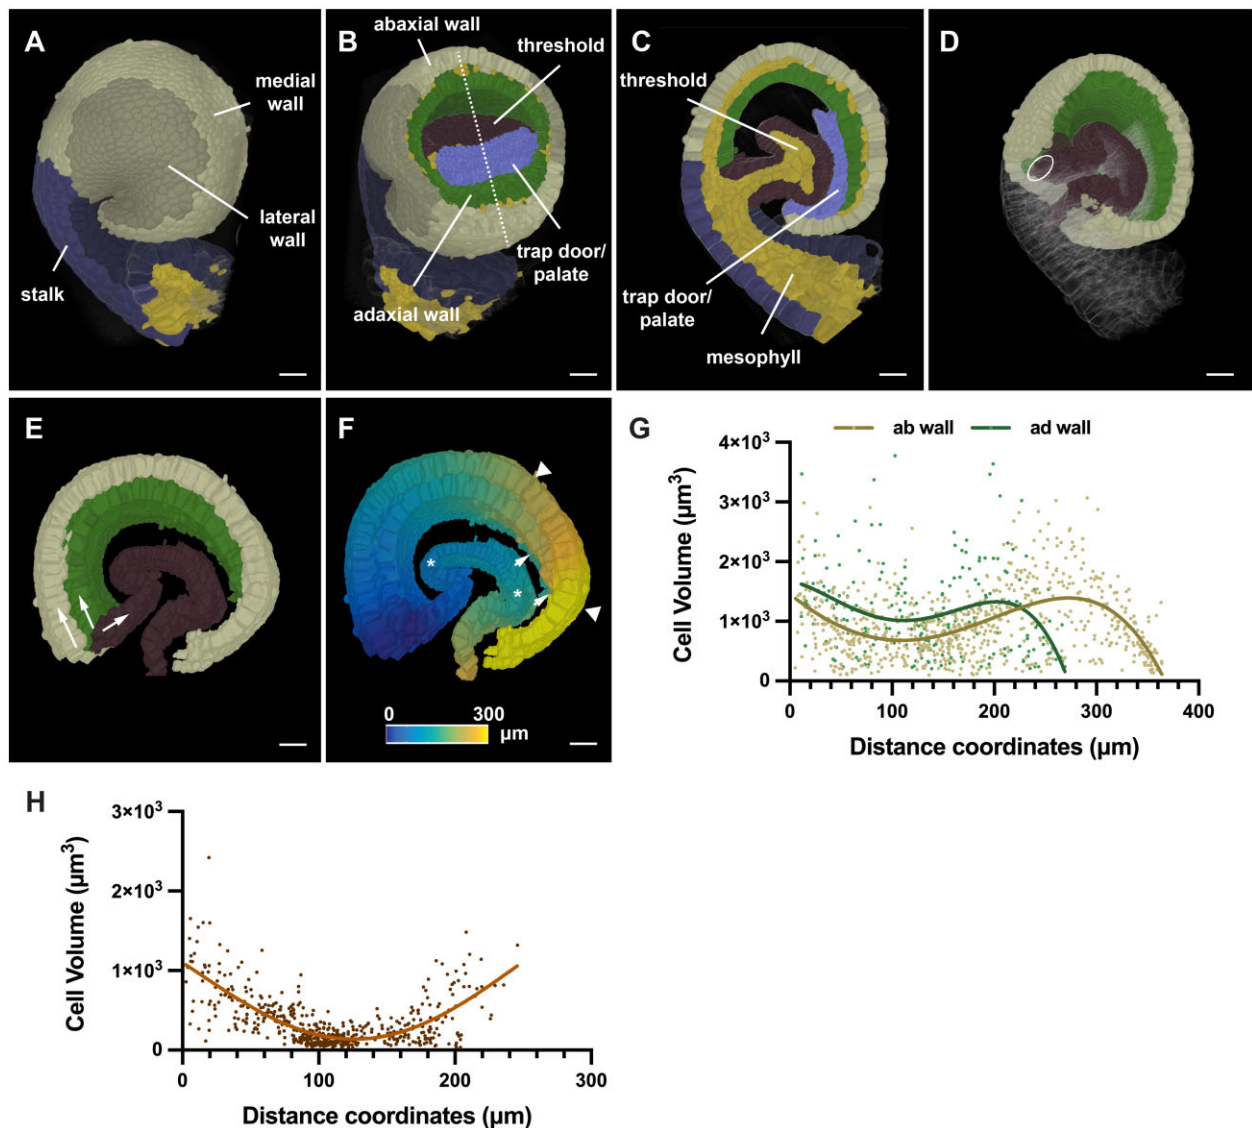 A
medial
wall
lateral
wall
stalk
B
abaxial wall
threshold
trap door/
palate
adaxial wall
C
threshold
trap door/
palate
mesophyll
D
E
F
0 300
µm
G
ab wall ad wall
Cell Volume (µm³)
4×10³
3×10³
2×10³
1×10³
0
0 100 200 300 400
Distance coordinates (µm)
H
Cell Volume (µm³)
3×10³
2×10³
1×10³
0
0 100 200 300
Distance coordinates (µm)